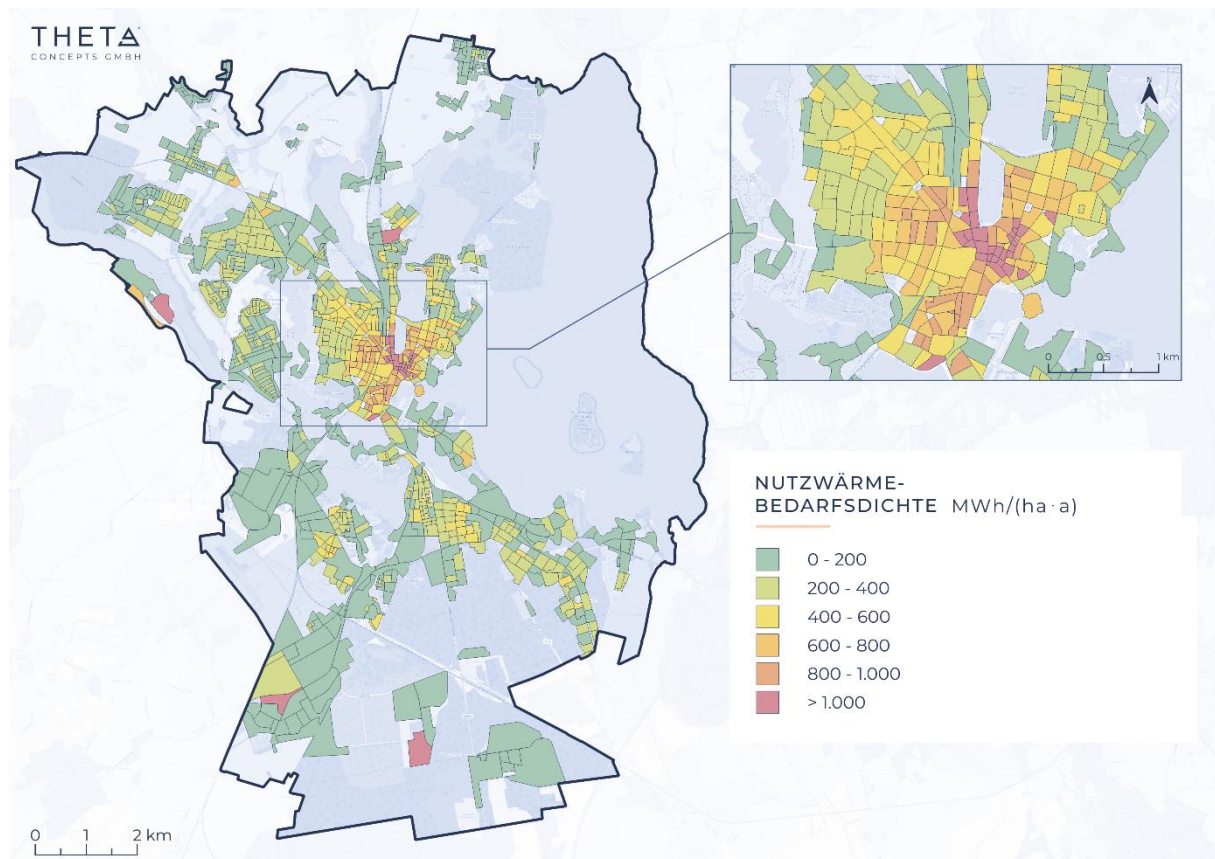 THETA
CONCEPTS GMBH
N
0 0,5 1 km
NUTZWÄRME-
BEDARFSDICHTE MWh/(ha·a)
0 - 200
200 - 400
400 - 600
600 - 800
800 - 1.000
> 1.000
0 1 2 km